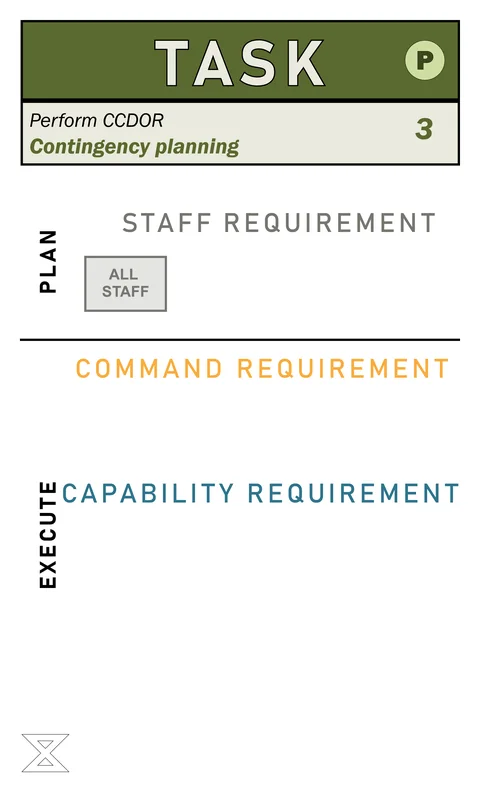 TASK
P
Perform CCDOR
3
Contingency planning
PLAN
STAFF REQUIREMENT
ALL
STAFF
COMMAND REQUIREMENT
EXECUTE
CAPABILITY REQUIREMENT